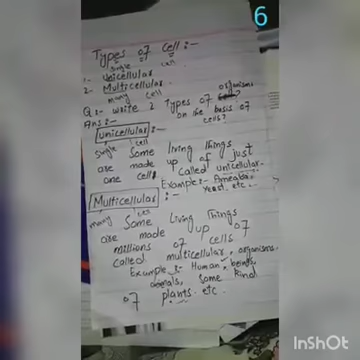 6
Types of Cell :-
single cell
1- Unicellular
2- Multicellular
many cell
Q:- write 2 Types of organisms
on the basis of
cells?
Ans:-
Unicellular :-
single cell
Some living things
are made up of just
one cell called unicellular
Example:- Ameaba,
Yeast. etc.
Multicellular :-
many cell
Some Living Things
are made up of
millions of cells
called multicellular organisms.
Example :- Human beings
some kind
of plants. etc
InShot